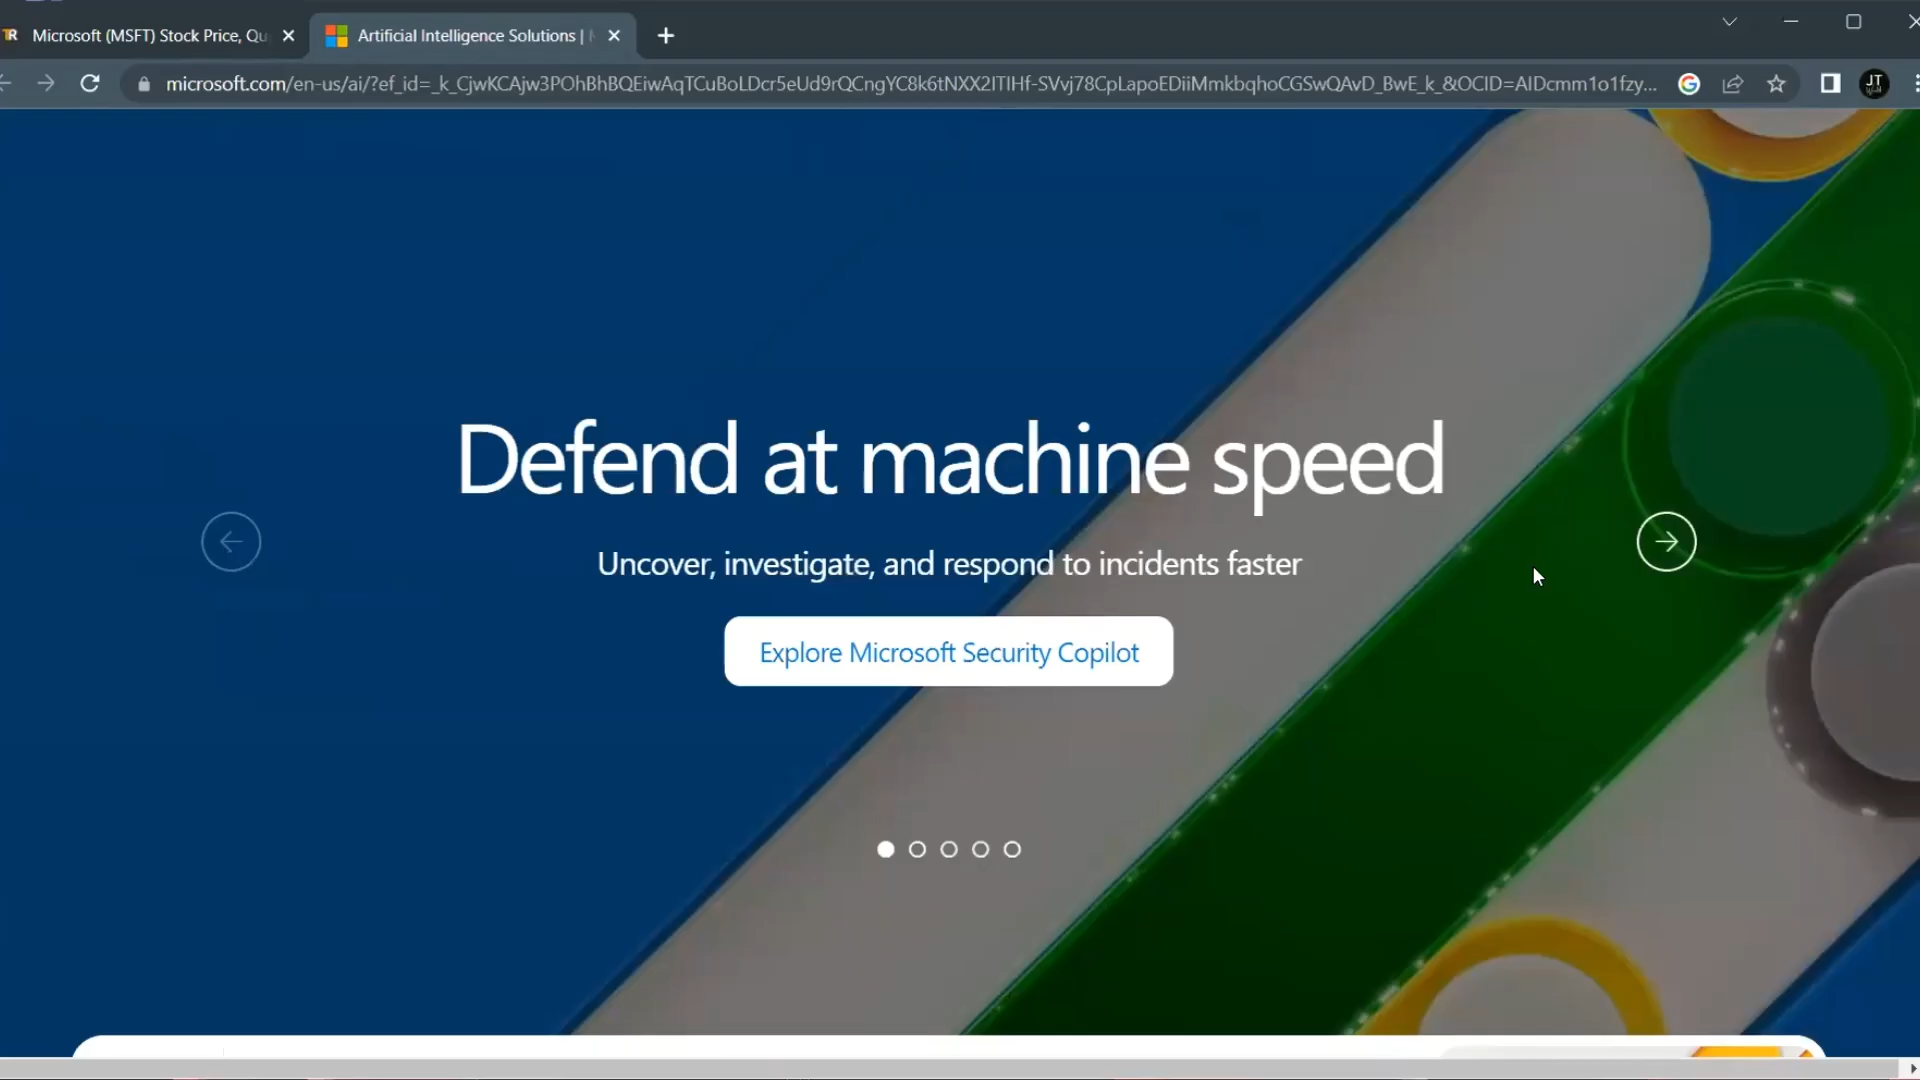 Microsoft (MSFT) Stock Price, Qu
Artificial Intelligence Solutions |
microsoft.com/en-us/ai/?ef_id=_k_CjwKCAjw3POhBhBQEiwAqTCuBoLDcr5eUd9rQCngYC8k6tNXX2ITIHf-SVvj78CpLapoEDiiMmkbqhoCGSwQAvD_BwE_k_&OCID=AIDcmm1o1fzy...
JT
Defend at machine speed
Uncover, investigate, and respond to incidents faster
Explore Microsoft Security Copilot